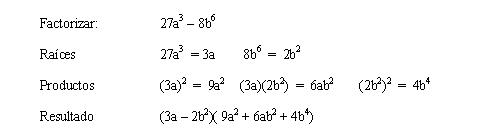 Factorizar: 27a³ – 8b⁶
Raíces 27a³ = 3a 8b⁶ = 2b²
Productos (3a)² = 9a² (3a)(2b²) = 6ab² (2b²)² = 4b⁴
Resultado (3a – 2b²)( 9a² + 6ab² + 4b⁴)